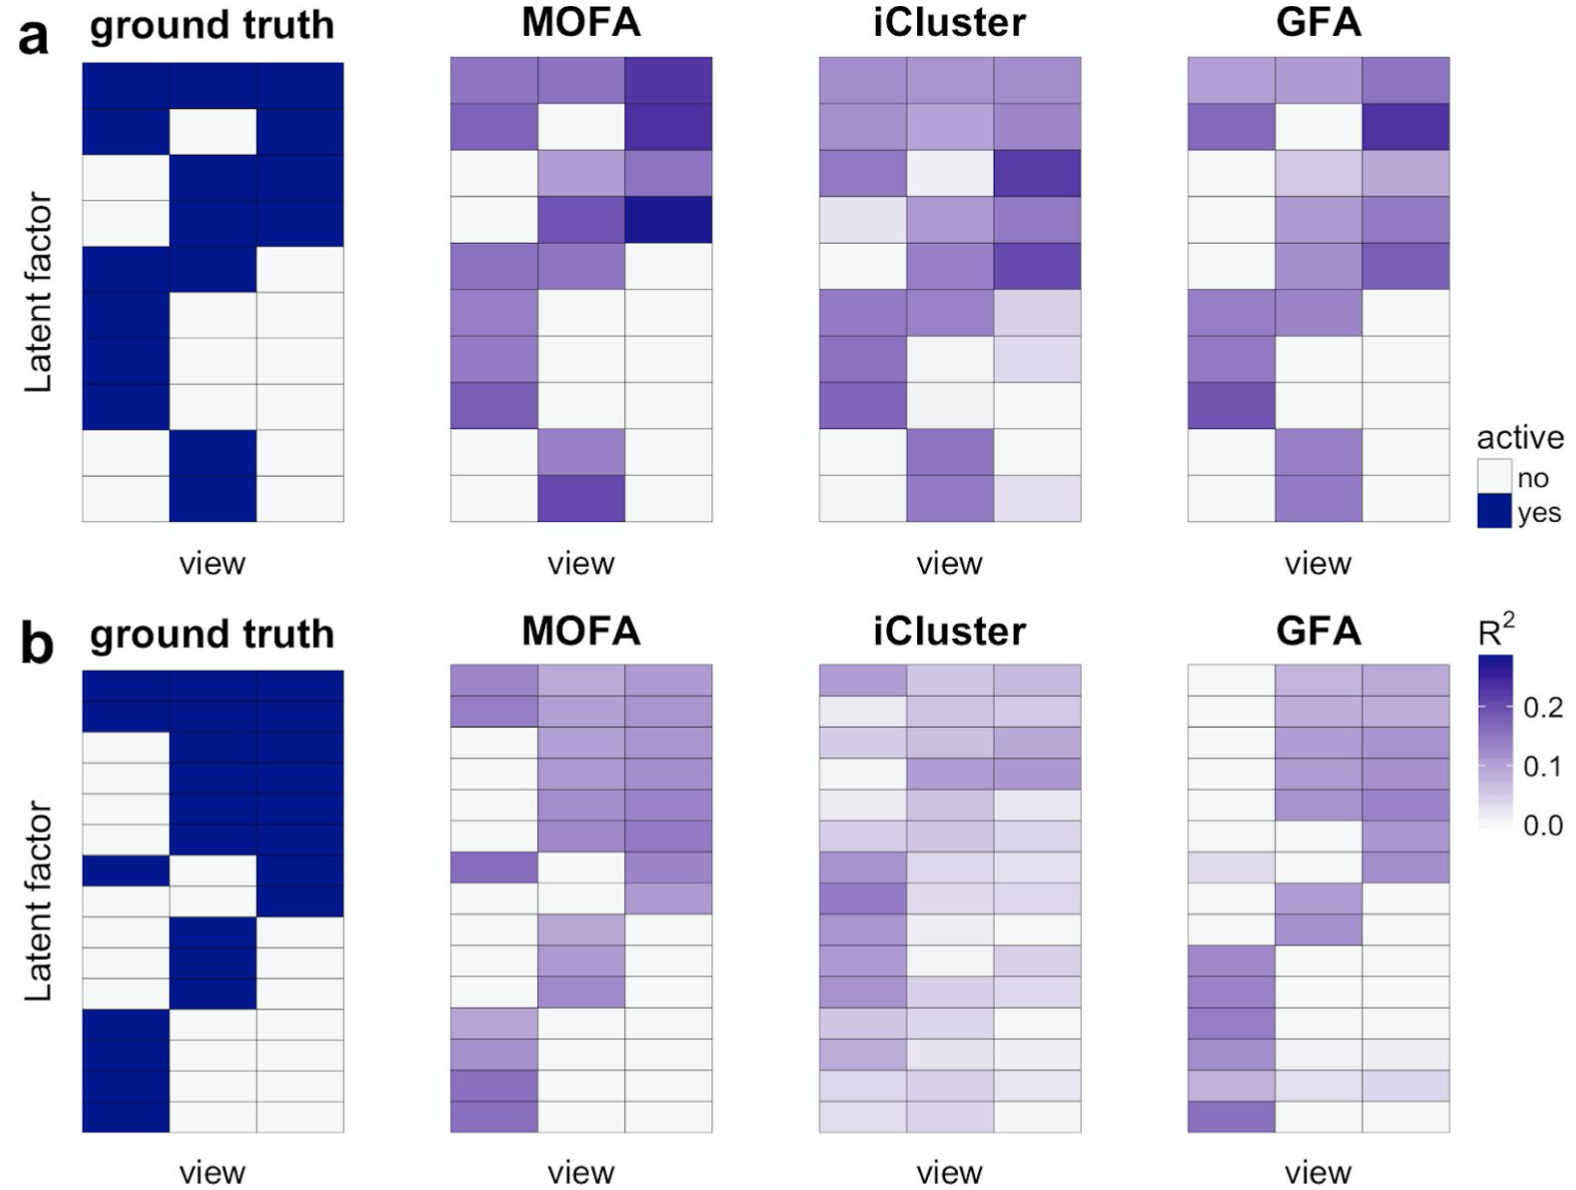 a
ground truth
MOFA
iCluster
GFA
Latent factor
view
view
view
view
active
no
yes
b
ground truth
MOFA
iCluster
GFA
Latent factor
view
view
view
view
R²
0.2
0.1
0.0